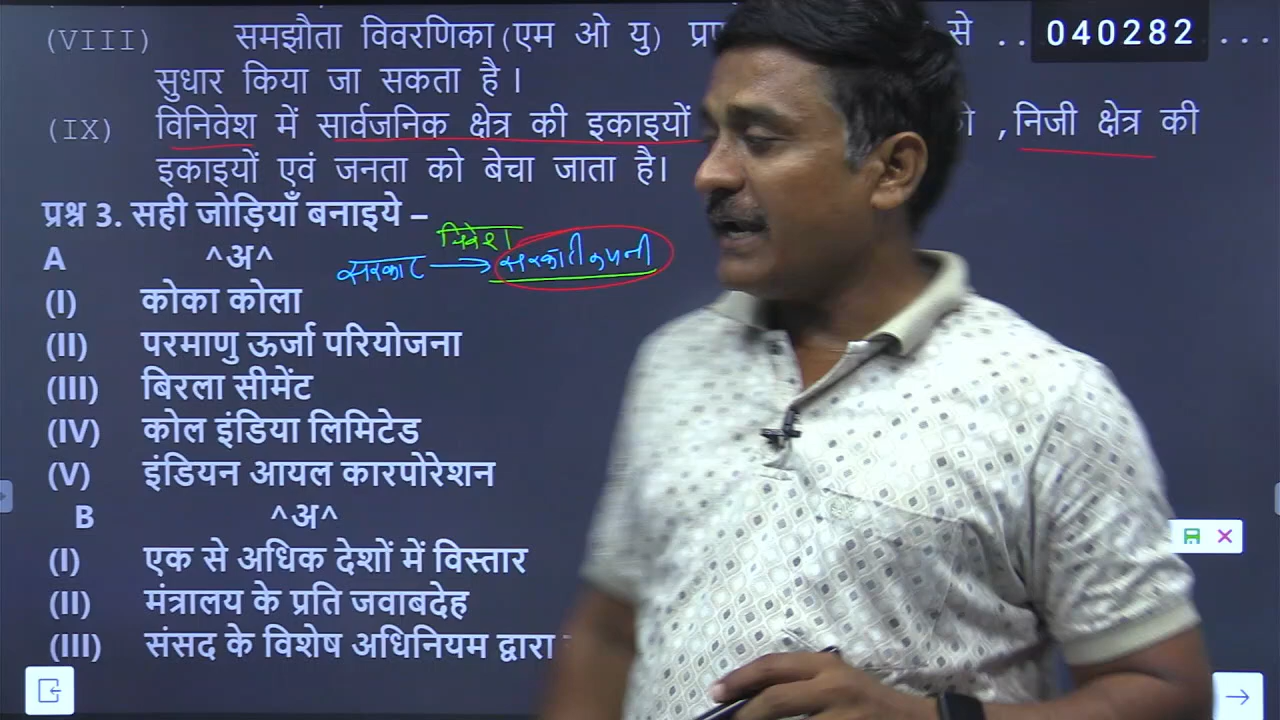 (VIII) समझौता विवरणिका(एम ओ यु) से .. 040282 ...
सुधार किया जा सकता है।
(IX) विनिवेश में सार्वजनिक क्षेत्र की इकाइयों ,निजी क्षेत्र की
इकाइयों एवं जनता को बेचा जाता है।
प्रश्न 3. सही जोड़ियाँ बनाइये –
निवेश
A ^अ^ सरकार → सरकारी कंपनी
(I) कोका कोला
(II) परमाणु ऊर्जा परियोजना
(III) बिरला सीमेंट
(IV) कोल इंडिया लिमिटेड
(V) इंडियन आयल कारपोरेशन
B ^अ^
(I) एक से अधिक देशों में विस्तार
(II) मंत्रालय के प्रति जवाबदेह
(III) संसद के विशेष अधिनियम द्वारा